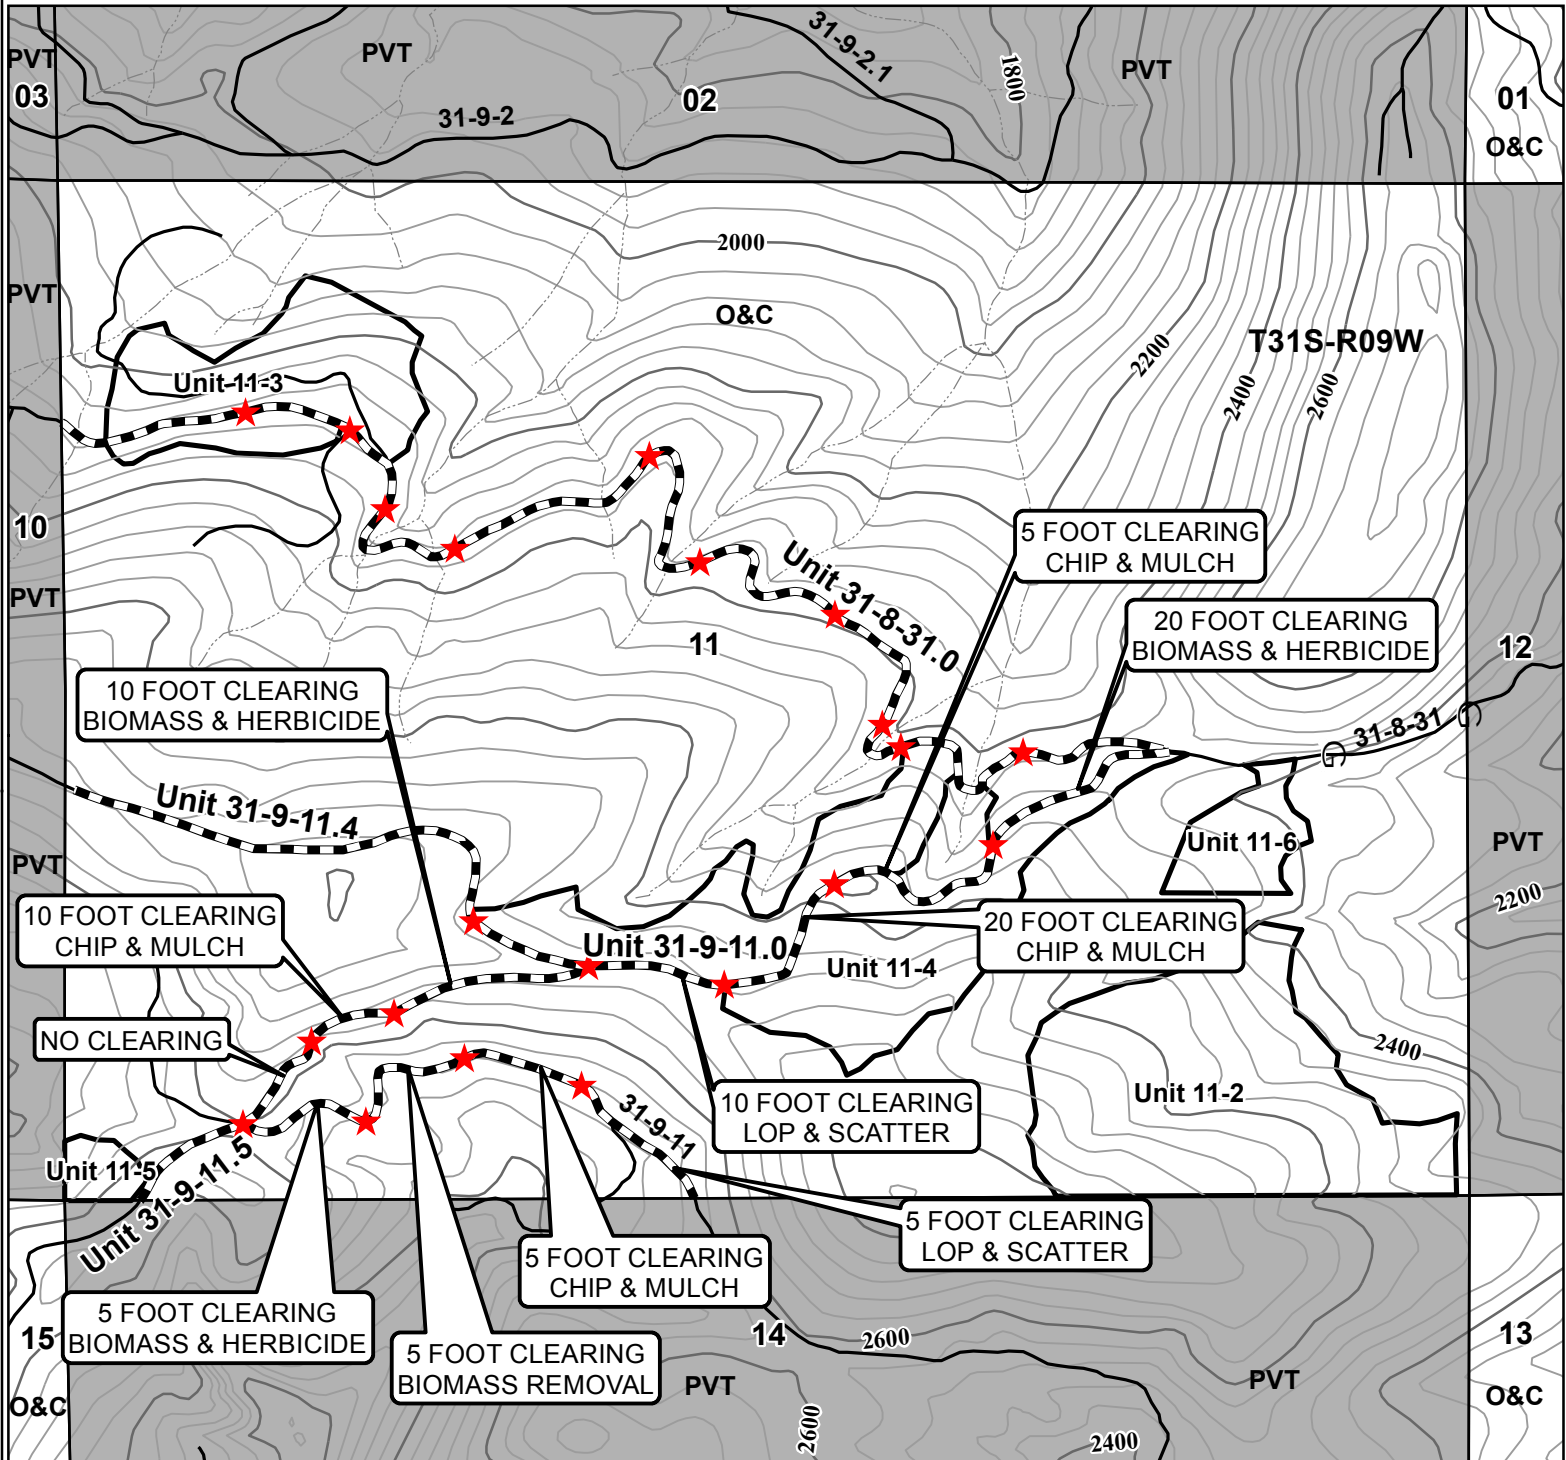 PVT
03
PVT
31-9-2.1
1800
PVT
31-9-2
02
01
O&C
2000
PVT
O&C
T31S-R09W
2200
2400
2600
Unit 11-3
10
PVT
5 FOOT CLEARING
CHIP & MULCH
Unit 31-8-31.0
11
20 FOOT CLEARING
BIOMASS & HERBICIDE
12
10 FOOT CLEARING
BIOMASS & HERBICIDE
31-8-31
Unit 31-9-11.4
Unit 11-6
PVT
PVT
2200
10 FOOT CLEARING
CHIP & MULCH
Unit 31-9-11.0
20 FOOT CLEARING
CHIP & MULCH
Unit 11-4
NO CLEARING
2400
Unit 11-2
10 FOOT CLEARING
LOP & SCATTER
31-9-11
Unit 11-5
Unit 31-9-11.5
5 FOOT CLEARING
LOP & SCATTER
5 FOOT CLEARING
CHIP & MULCH
5 FOOT CLEARING
BIOMASS & HERBICIDE
15
5 FOOT CLEARING
BIOMASS REMOVAL
14
2600
13
PVT
PVT
O&C
O&C
2600
2400